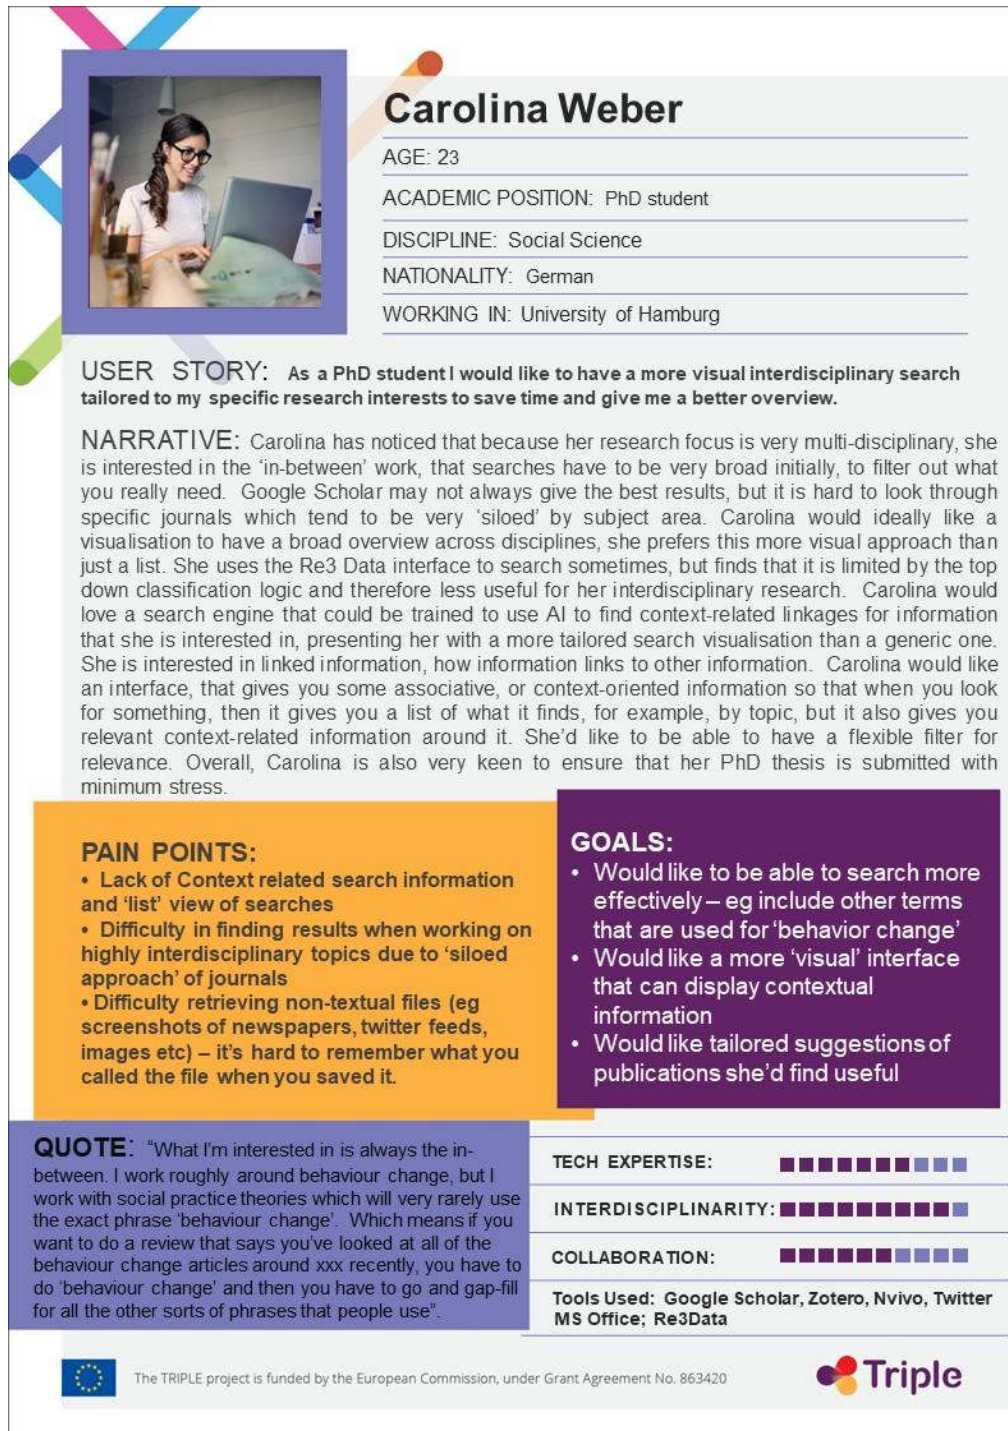 Carolina Weber
AGE: 23
ACADEMIC POSITION: PhD student
DISCIPLINE: Social Science
NATIONALITY: German
WORKING IN: University of Hamburg
USER STORY: As a PhD student I would like to have a more visual interdisciplinary search
tailored to my specific research interests to save time and give me a better overview.
NARRATIVE: Carolina has noticed that because her research focus is very multi-disciplinary, she
is interested in the ‘in-between’ work, that searches have to be very broad initially, to filter out what
you really need. Google Scholar may not always give the best results, but it is hard to look through
specific journals which tend to be very ‘siloed’ by subject area. Carolina would ideally like a
visualisation to have a broad overview across disciplines, she prefers this more visual approach than
just a list. She uses the Re3 Data interface to search sometimes, but finds that it is limited by the top
down classification logic and therefore less useful for her interdisciplinary research. Carolina would
love a search engine that could be trained to use AI to find context-related linkages for information
that she is interested in, presenting her with a more tailored search visualisation than a generic one.
She is interested in linked information, how information links to other information. Carolina would like
an interface, that gives you some associative, or context-oriented information so that when you look
for something, then it gives you a list of what it finds, for example, by topic, but it also gives you
relevant context-related information around it. She’d like to be able to have a flexible filter for
relevance. Overall, Carolina is also very keen to ensure that her PhD thesis is submitted with
minimum stress.
PAIN POINTS:
• Lack of Context related search information
and ‘list’ view of searches
• Difficulty in finding results when working on
highly interdisciplinary topics due to ‘siloed
approach’ of journals
• Difficulty retrieving non-textual files (eg
screenshots of newspapers, twitter feeds,
images etc) – it’s hard to remember what you
called the file when you saved it.
GOALS:
• Would like to be able to search more
effectively – eg include other terms
that are used for ‘behavior change’
• Would like a more ‘visual’ interface
that can display contextual
information
• Would like tailored suggestions of
publications she’d find useful
QUOTE: “What I’m interested in is always the in-
between. I work roughly around behaviour change, but I
work with social practice theories which will very rarely use
the exact phrase ‘behaviour change’. Which means if you
want to do a review that says you’ve looked at all of the
behaviour change articles around xxx recently, you have to
do ‘behaviour change’ and then you have to go and gap-fill
for all the other sorts of phrases that people use”.
TECH EXPERTISE:
INTERDISCIPLINARITY:
COLLABORATION:
Tools Used: Google Scholar, Zotero, Nvivo, Twitter
MS Office; Re3Data
The TRIPLE project is funded by the European Commission, under Grant Agreement No. 863420
Triple